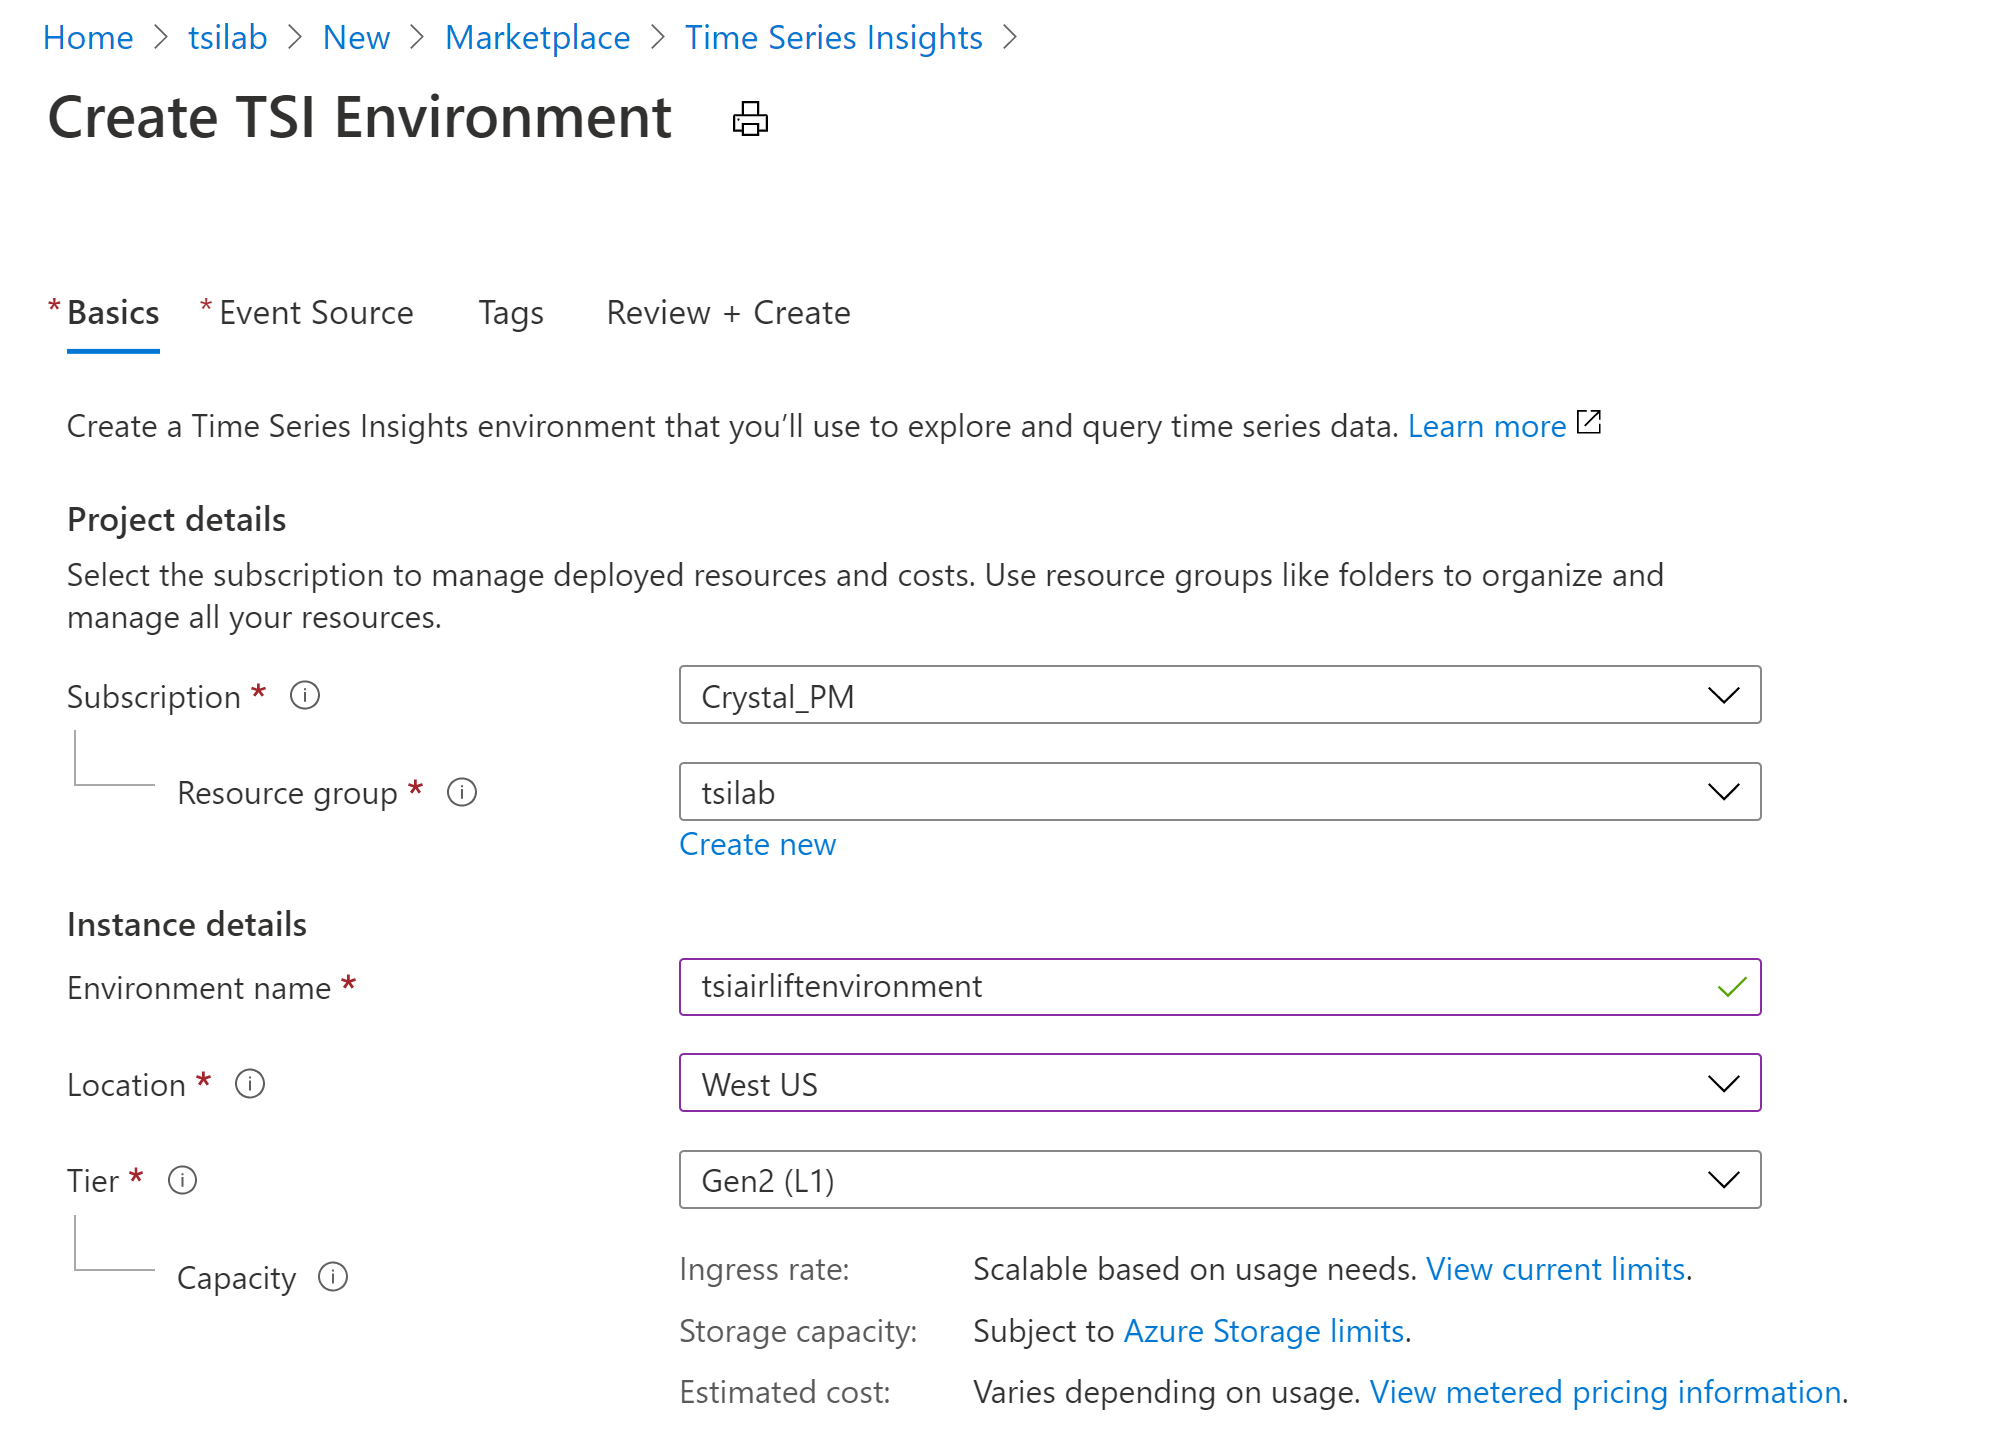 Home > tsilab > New > Marketplace > Time Series Insights >
Create TSI Environment
* Basics * Event Source Tags Review + Create
Create a Time Series Insights environment that you’ll use to explore and query time series data. Learn more
Project details
Select the subscription to manage deployed resources and costs. Use resource groups like folders to organize and
manage all your resources.
Subscription * Crystal_PM
Resource group * tsilab
Create new
Instance details
Environment name * tsiairliftenvironment
Location * West US
Tier * Gen2 (L1)
Capacity
Ingress rate: Scalable based on usage needs. View current limits.
Storage capacity: Subject to Azure Storage limits.
Estimated cost: Varies depending on usage. View metered pricing information.